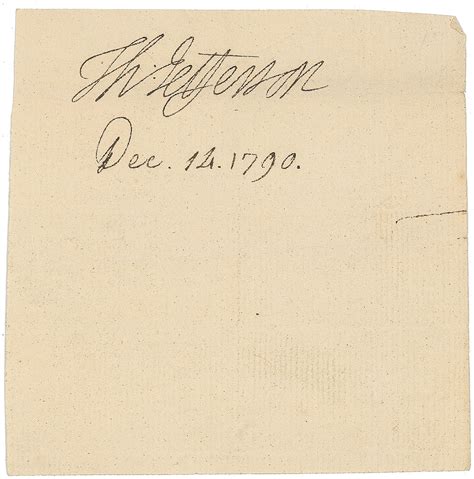 Th: Jefferson
Dec. 14. 1790.